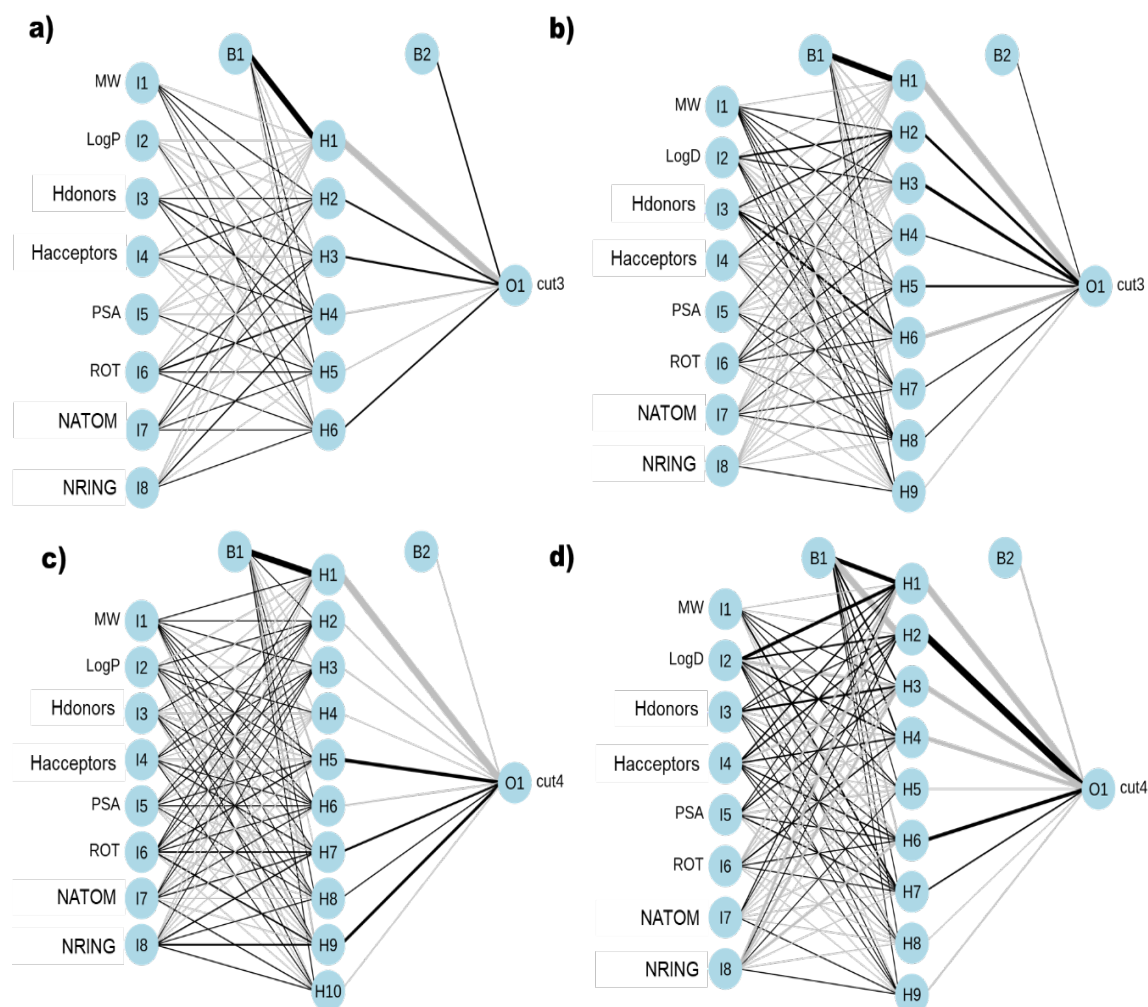 a)
B1
B2
MW
I1
H1
LogP
I2
Hdonors
I3
H2
Hacceptors
I4
H3
O1
cut3
PSA
I5
H4
ROT
I6
H5
NATOM
I7
H6
NRING
I8
b)
B1
B2
H1
MW
I1
H2
LogD
I2
H3
Hdonors
I3
H4
Hacceptors
I4
H5
O1
cut3
PSA
I5
H6
ROT
I6
H7
NATOM
I7
H8
NRING
I8
H9
c)
B1
B2
H1
MW
I1
H2
LogP
I2
H3
Hdonors
I3
H4
Hacceptors
I4
H5
O1
cut4
PSA
I5
H6
ROT
I6
H7
NATOM
I7
H8
NRING
I8
H9
H10
d)
B1
B2
H1
MW
I1
H2
LogD
I2
H3
Hdonors
I3
H4
Hacceptors
I4
H5
O1
cut4
PSA
I5
H6
ROT
I6
H7
NATOM
I7
H8
NRING
I8
H9